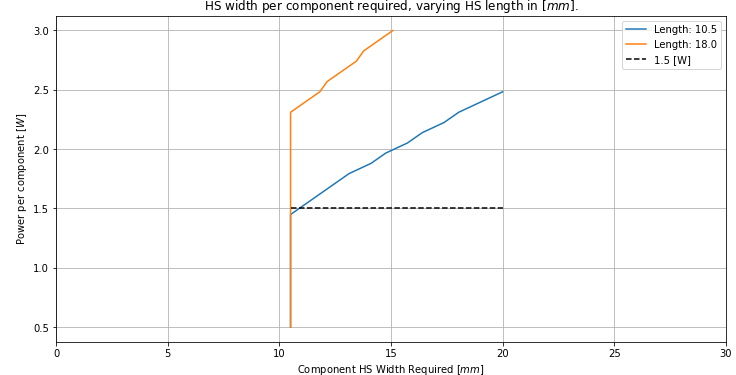 HS width per component required, varying HS length in [mm].
3.0
2.5
2.0
1.5
1.0
0.5
Power per component [W]
Length: 10.5
Length: 18.0
1.5 [W]
0 5 10 15 20 25 30
Component HS Width Required [mm]